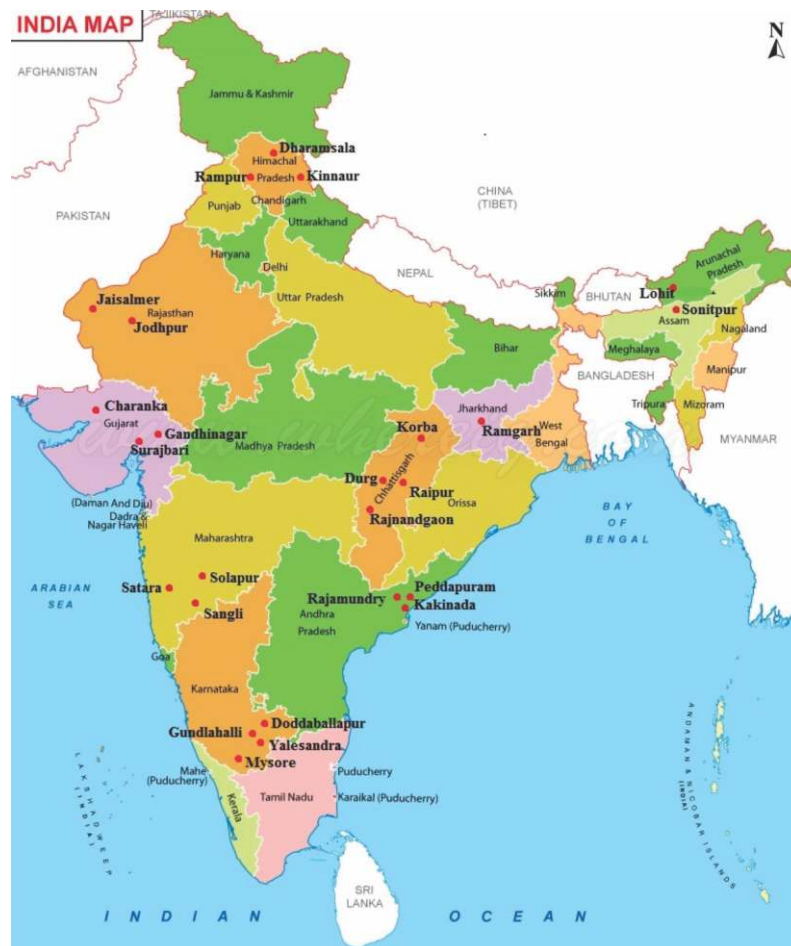 INDIA MAP
TAJIKISTAN
N
AFGHANISTAN
Jammu & Kashmir
Dharamsala
Himachal
Pradesh
Rampur
Kinnaur
CHINA
(TIBET)
Chandigarh
Punjab
PAKISTAN
Uttarakhand
Haryana
Delhi
NEPAL
Arunachal
Pradesh
Sikkim
BHUTAN
Lohit
Sonitpur
Assam
Nagaland
Jaisalmer
Rajasthan
Jodhpur
Uttar Pradesh
Bihar
Meghalaya
Manipur
BANGLADESH
Tripura
Mizoram
MYANMAR
Charanka
Gujarat
Gandhinagar
Surajbari
Madhya Pradesh
Korba
Jharkhand
Ramgarh
West
Bengal
Durg
Chhattisgarh
Raipur
Orissa
Rajnandgaon
(Daman And Diu)
Dadra &
Nagar Haveli
Maharashtra
BAY
OF
BENGAL
ARABIAN
SEA
Satara
Solapur
Sangli
Rajamundry
Peddapuram
Kakinada
Andhra
Pradesh
Yanam (Puducherry)
Goa
Karnataka
Doddaballapur
Gundlahalli
Yalesandra
Mysore
Mahe
(Puducherry)
Puducherry
Tamil Nadu
Karaikal (Puducherry)
Kerala
LAKSHADWEEP
(INDIA)
ANDAMAN & NICOBAR ISLANDS
(INDIA)
SRI
LANKA
INDIAN OCEAN